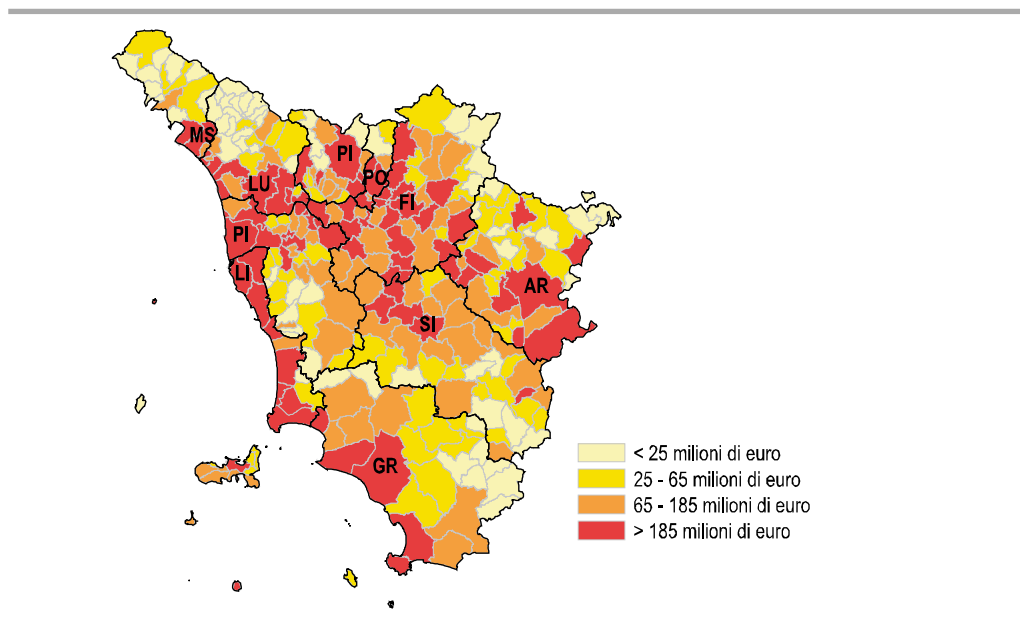 MS
PI
PO
LU
FI
PI
LI
AR
SI
GR
< 25 milioni di euro
25 - 65 milioni di euro
65 - 185 milioni di euro
> 185 milioni di euro